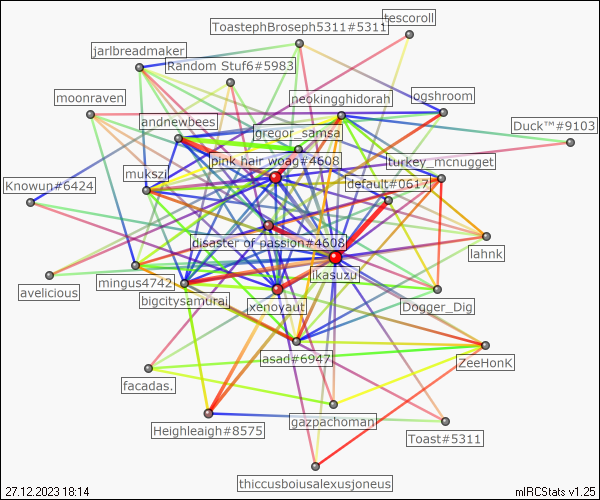 tescoroll
ToastephBroseph5311#5311
jarlbreadmaker
Random Stuf6#5983
moonraven
neokingghidorah
ogshroom
andnewbees
Duck™#9103
gregor_samsa
pink hair woag#4608
turkey_mcnugget
mukszi
default#0617
Knowun#6424
disaster of passion#4608
lahnk
ikasuzu
mingus4742
avelicious
bigcitysamurai
xenoyaut
Dogger_Dig
asad#6947
ZeeHonK
facadas.
gazpachoman
Heighleaigh#8575
Toast#5311
thiccusboiusalexusjoneus
27.12.2023 18:14
mIRCStats v1.25